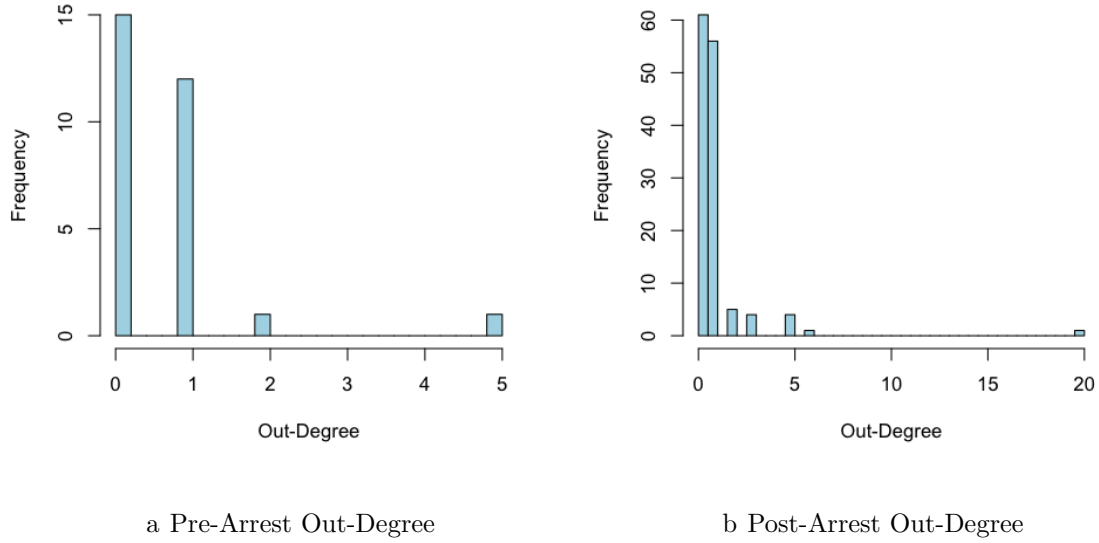 15
10
5
0
Frequency
0 1 2 3 4 5
Out-Degree
a Pre-Arrest Out-Degree
60
50
40
30
20
10
0
Frequency
0 5 10 15 20
Out-Degree
b Post-Arrest Out-Degree